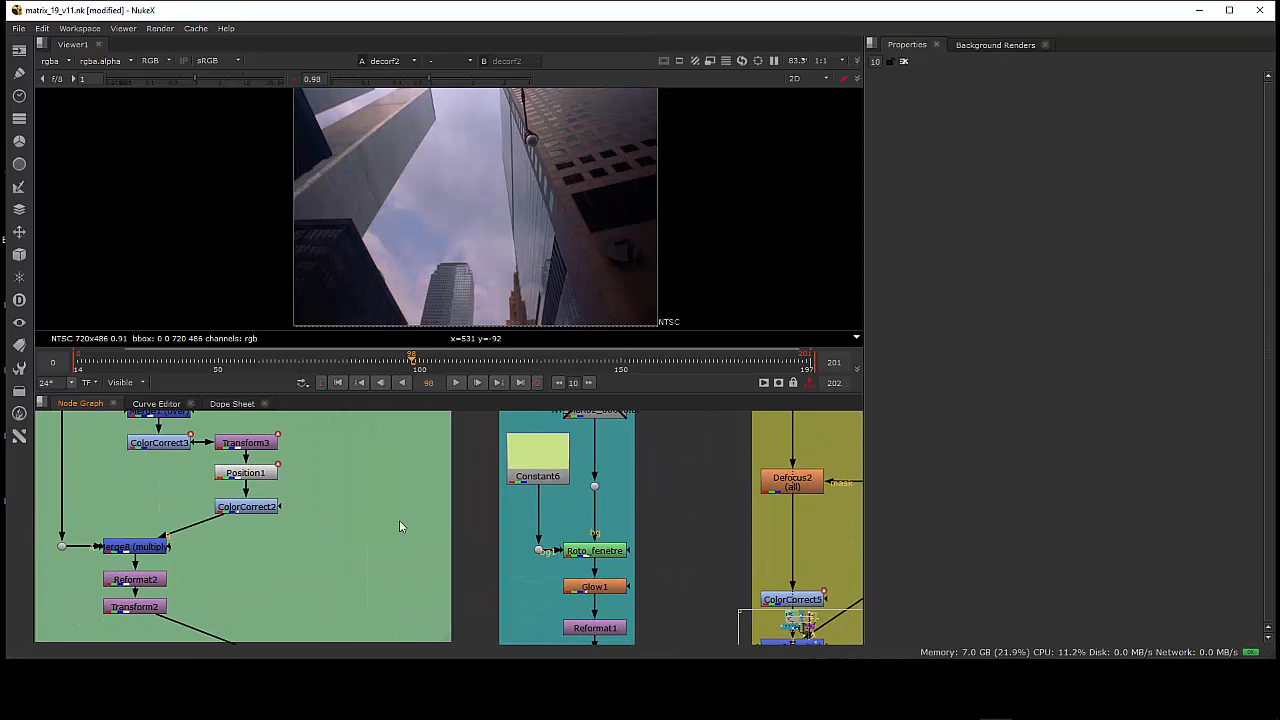 matrix_19_v11.nk [modified] - NukeX
File Edit Workspace Viewer Render Cache Help
Viewer1
Properties Background Renders
rgba rgba.alpha RGB IP sRGB A decorf2 - B decorf2 83.3 1:1
10
f/8 1 0.98 2D
NTSC
NTSC 720x486 0.91 bbox: 0 0 720 486 channels: rgb x=531 y=-92
0 0 14 50 98 100 150 197 201 201
24* TF Visible 98 10 202
Node Graph Curve Editor Dope Sheet
ColorCorrect3 Transform3
Position1
Constant6
Defocus2
(all) mask
ColorCorrect2
bg
Roto_fenetre
Glow1
Reformat2
Transform2
ColorCorrect5
Reformat1
Memory: 7.0 GB (21.9%) CPU: 11.2% Disk: 0.0 MB/s Network: 0.0 MB/s